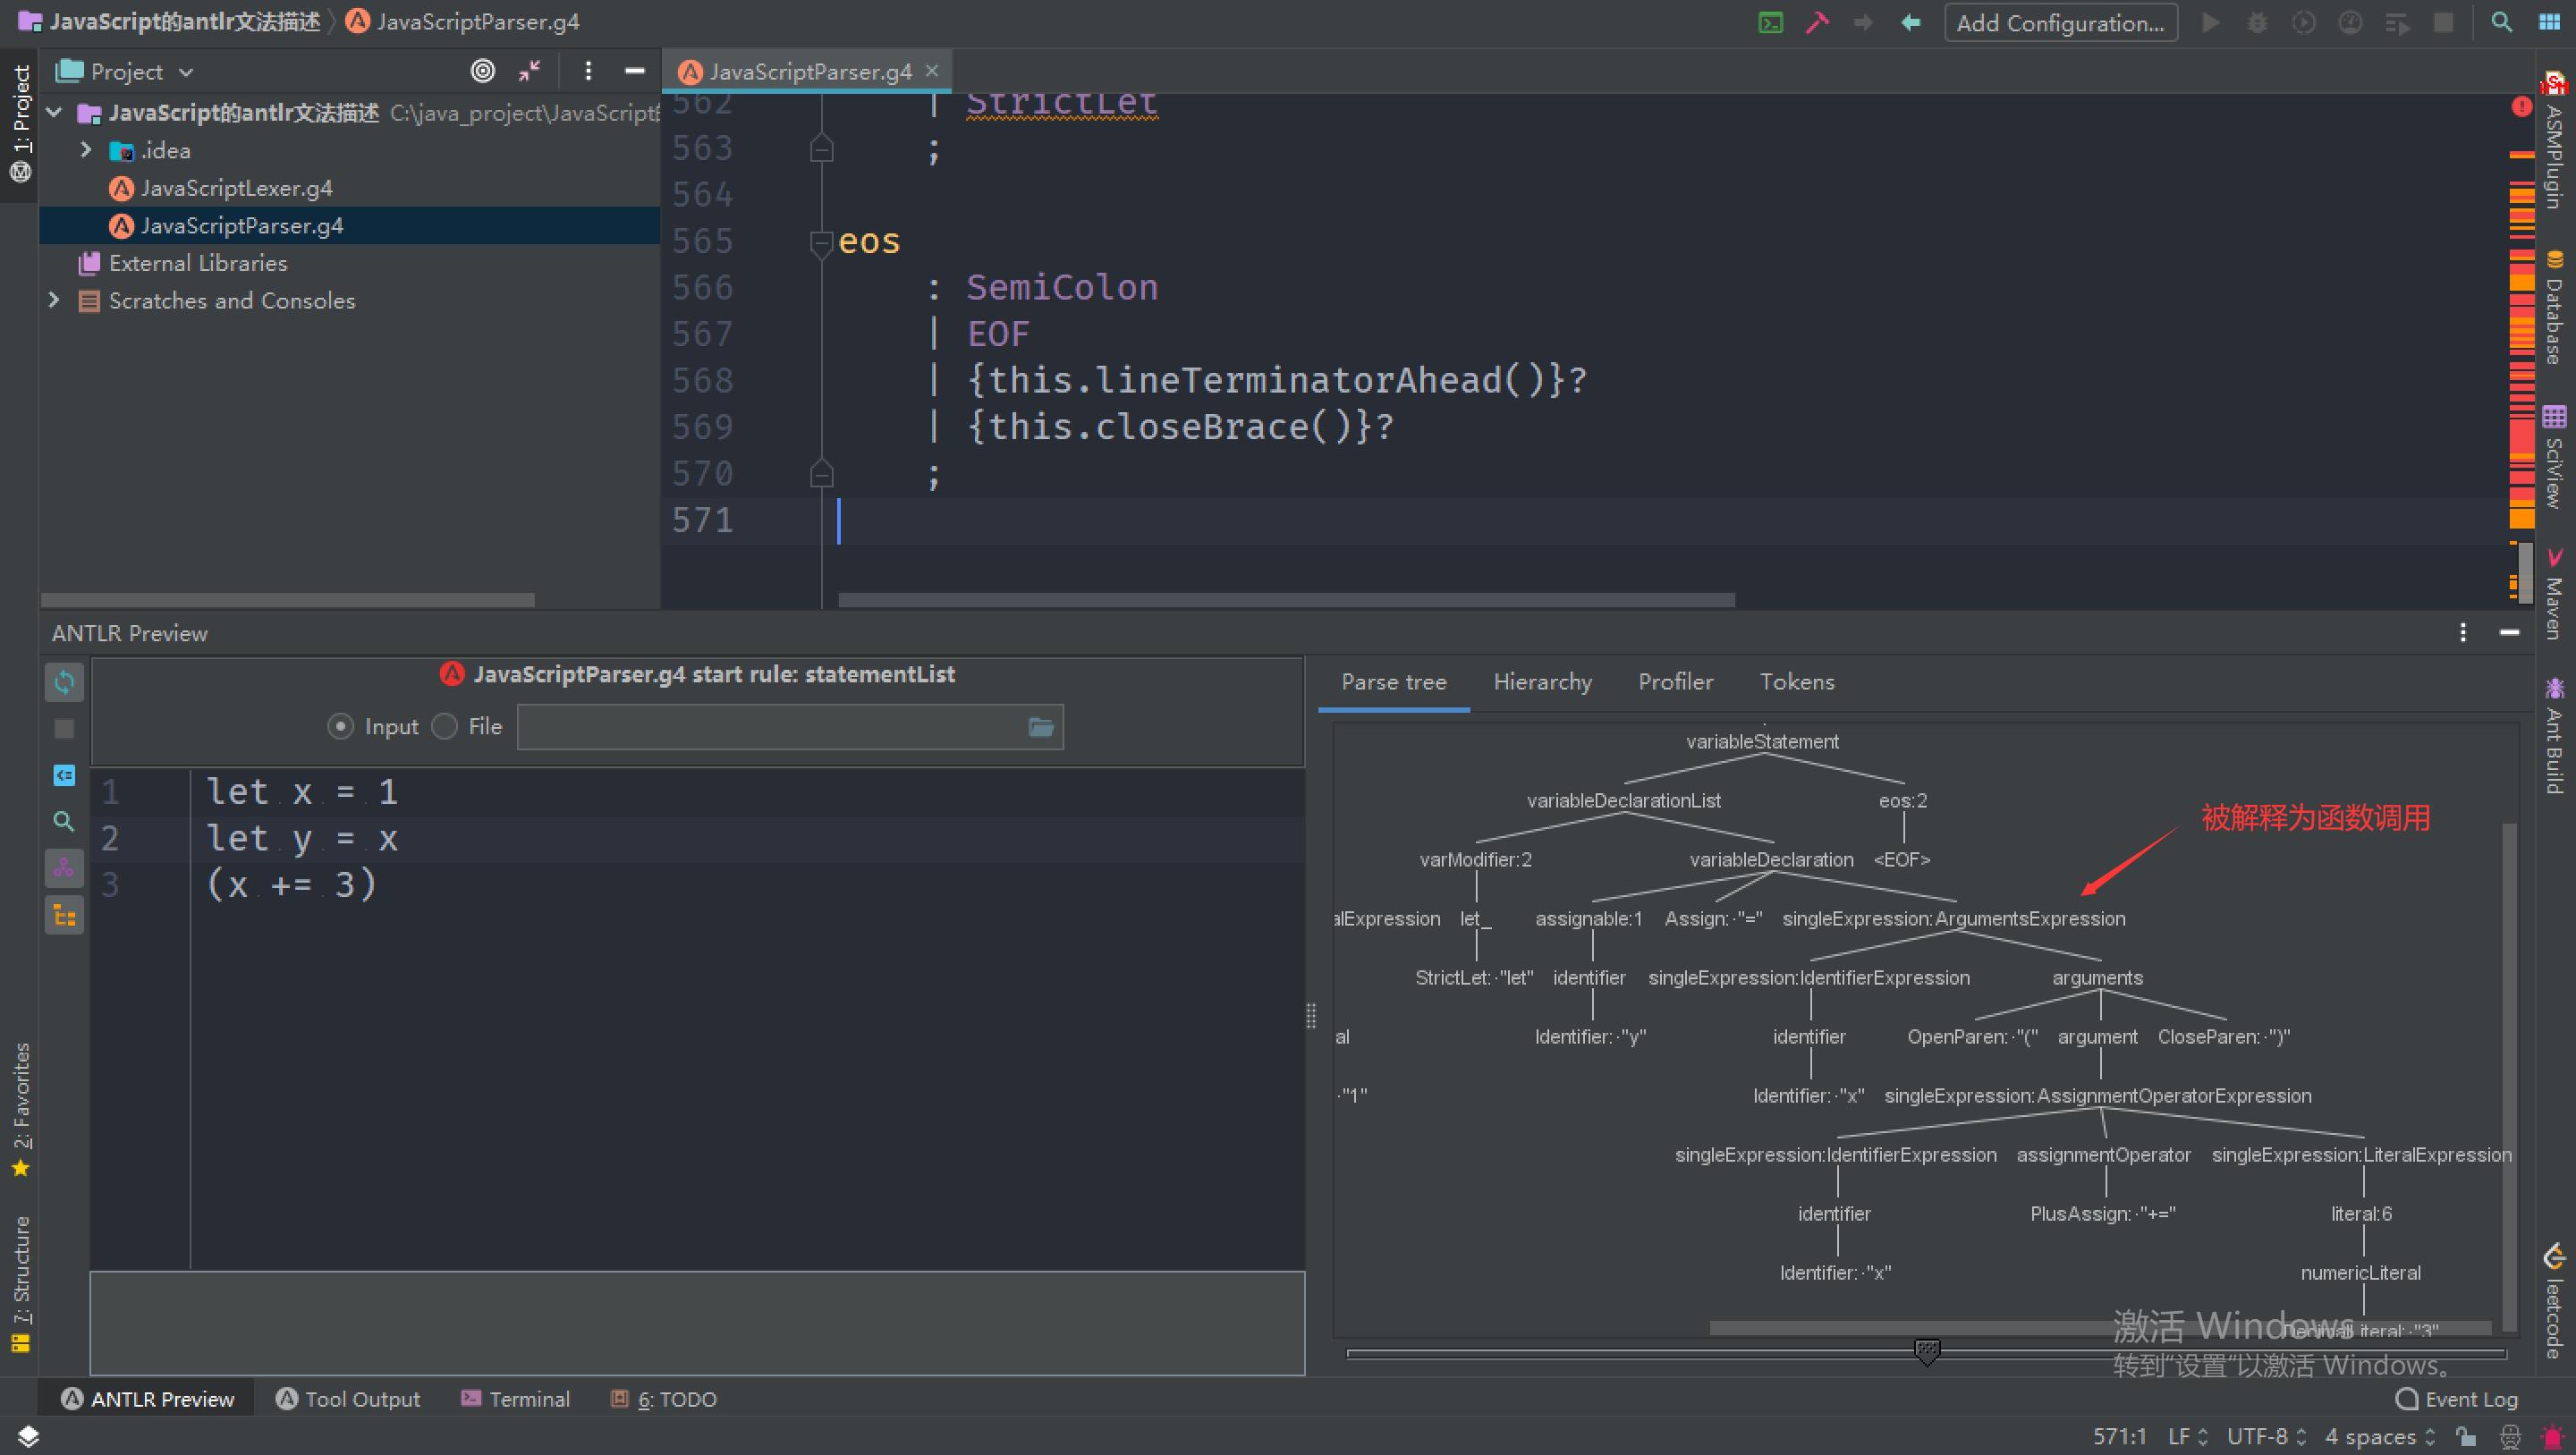 JavaScript的antlr文法描述 JavaScriptParser.g4
Add Configuration...
1: Project
Project
JavaScript的antlr文法描述 C:\java_project\JavaScript
.idea
JavaScriptLexer.g4
JavaScriptParser.g4
External Libraries
Scratches and Consoles
JavaScriptParser.g4
562 | StrictLet
563 ;
564
565 eos
566 : SemiColon
567 | EOF
568 | {this.lineTerminatorAhead()}?
569 | {this.closeBrace()}?
570 ;
571
ASMPlugin
Database
SciView
Maven
Ant Build
leetcode
ANTLR Preview
JavaScriptParser.g4 start rule: statementList
Input File
1 let x = 1
2 let y = x
3 (x += 3)
Parse tree Hierarchy Profiler Tokens
variableStatement
variableDeclarationList eos:2
被解释为函数调用
varModifier:2 variableDeclaration <EOF>
alExpression let_ assignable:1 Assign:·"=" singleExpression:ArgumentsExpression
StrictLet:·"let" identifier singleExpression:IdentifierExpression arguments
al Identifier:·"y" identifier OpenParen:·"(" argument CloseParen:·")"
·"1" Identifier:·"x" singleExpression:AssignmentOperatorExpression
singleExpression:IdentifierExpression assignmentOperator singleExpression:LiteralExpression
identifier PlusAssign:·"+=" literal:6
Identifier:·"x" numericLiteral
DecimalLiteral:·"3"
激活 Windows
转到“设置”以激活 Windows。
2: Favorites
7: Structure
ANTLR Preview Tool Output Terminal 6: TODO
Event Log
571:1 LF UTF-8 4 spaces